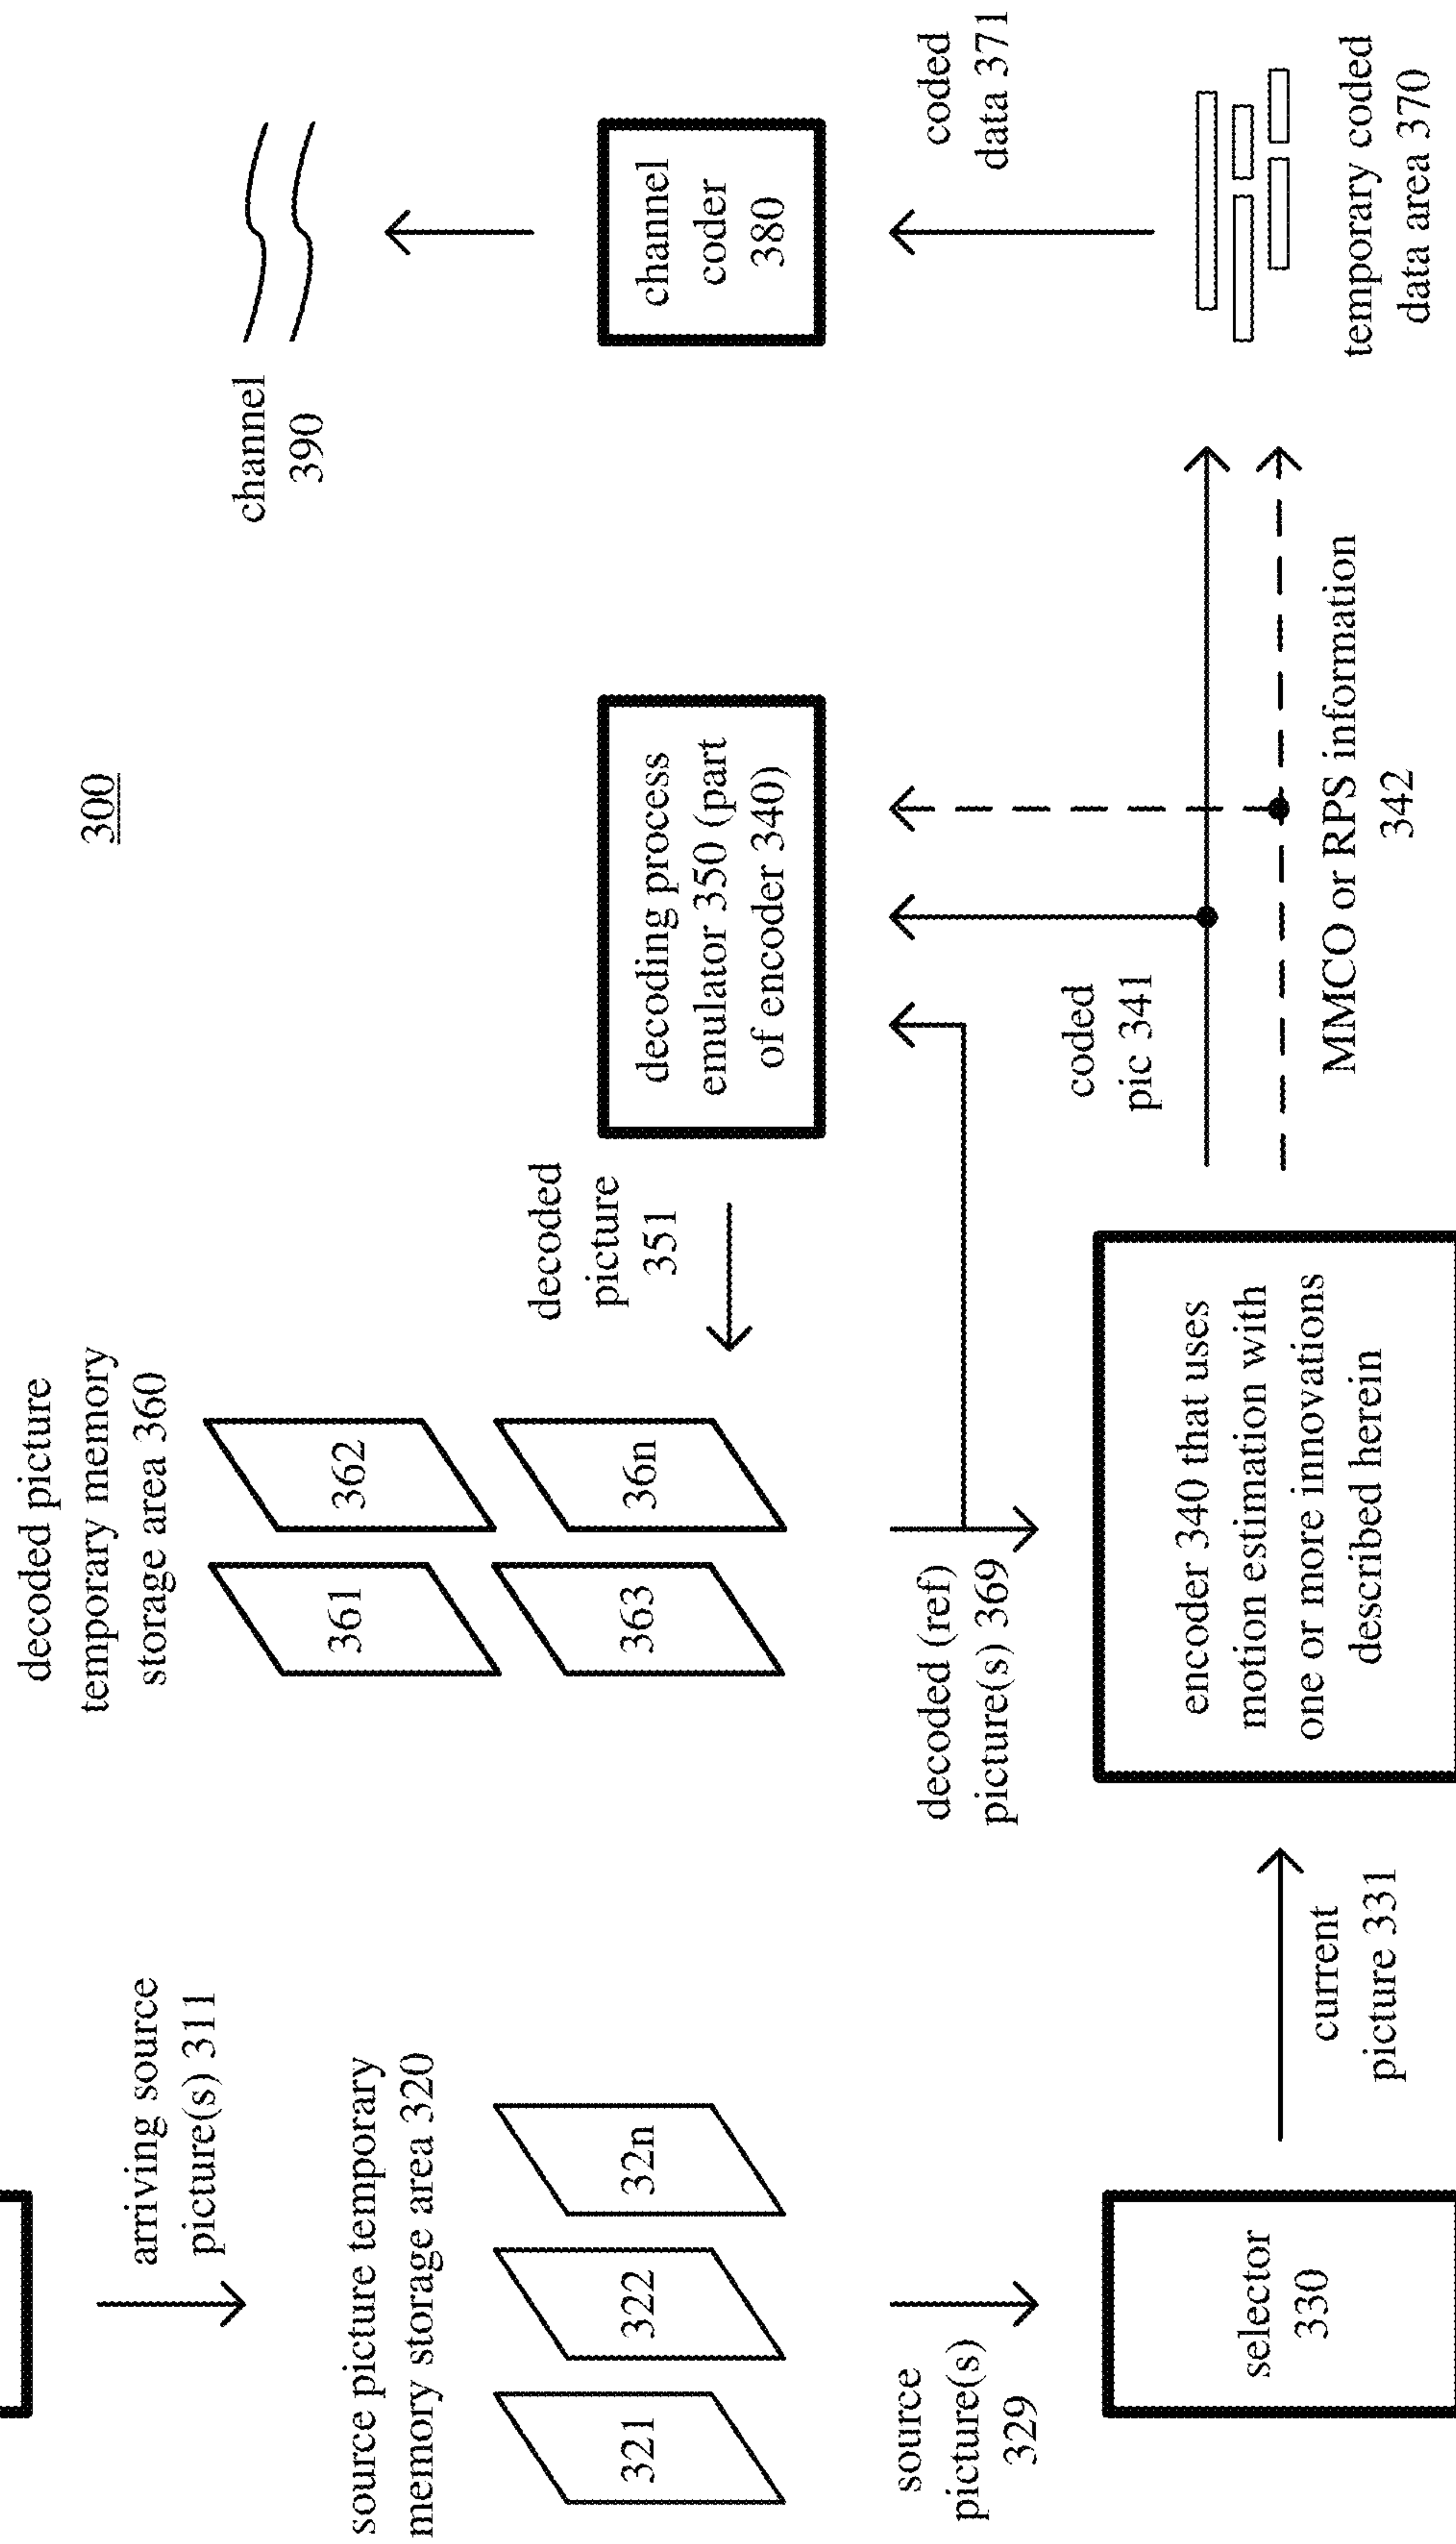 300
arriving source
picture(s) 311
source picture temporary
memory storage area 320
321
322
32n
source
picture(s)
329
selector
330
current
picture 331
decoded picture
temporary memory
storage area 360
361
362
363
36n
decoded (ref)
picture(s) 369
encoder 340 that uses
motion estimation with
one or more innovations
described herein
decoded
picture
351
decoding process
emulator 350 (part
of encoder 340)
coded
pic 341
MMCO or RPS information
342
channel
390
channel
coder
380
coded
data 371
temporary coded
data area 370